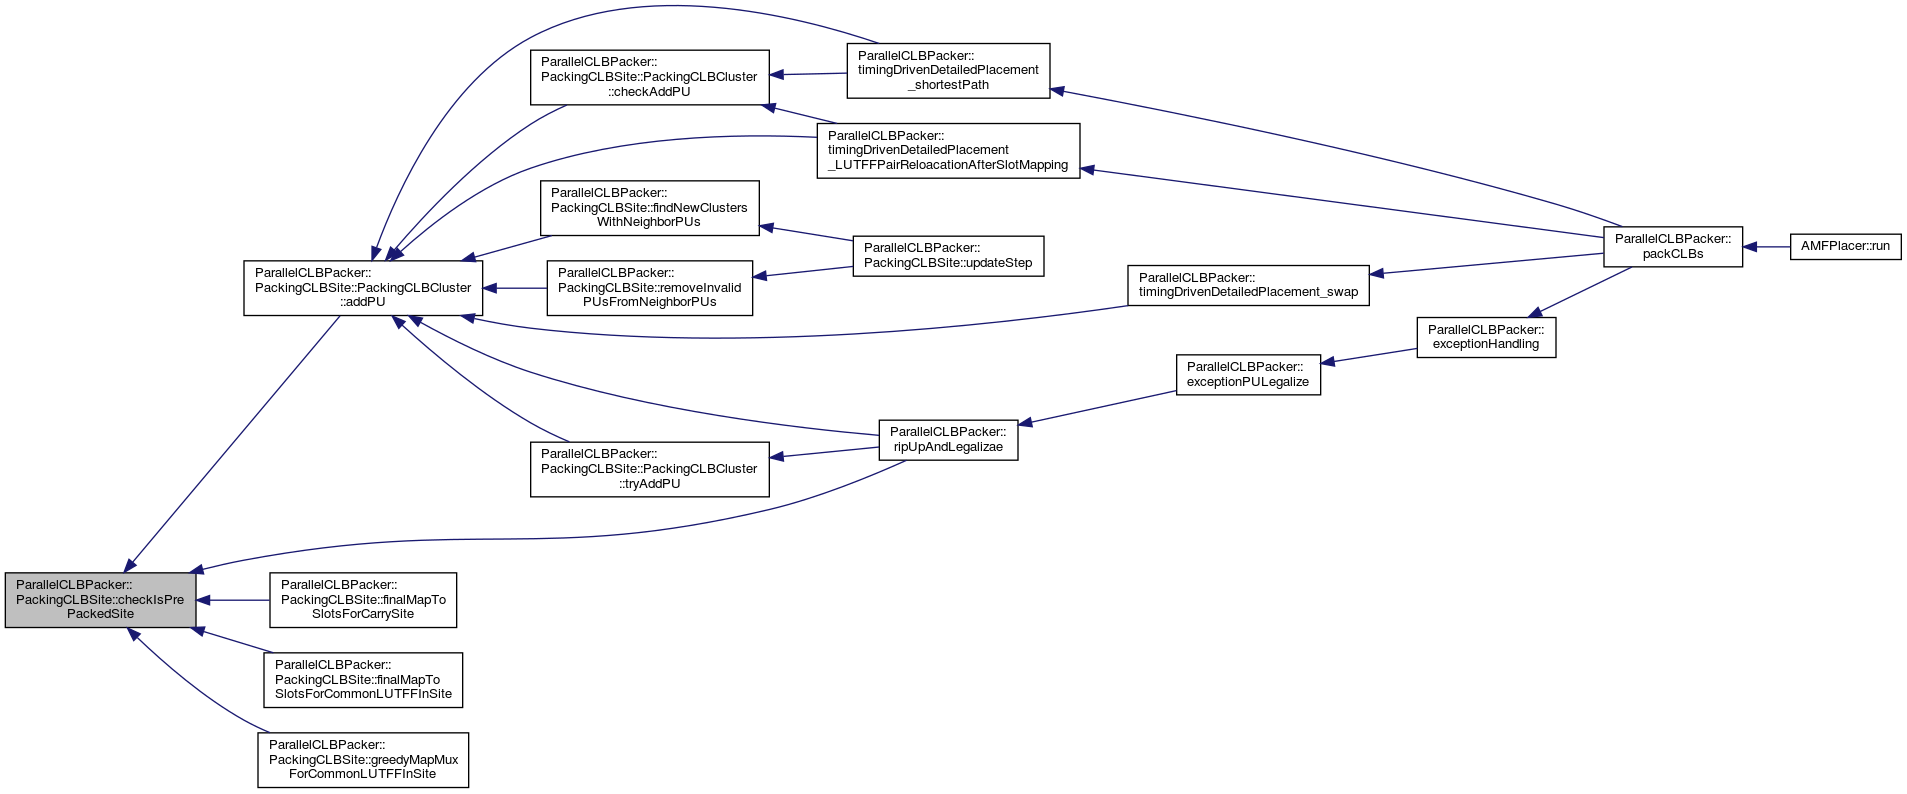 ParallelCLBPacker::
timingDrivenDetailedPlacement
_shortestPath
ParallelCLBPacker::
PackingCLBSite::PackingCLBCluster
::checkAddPU
ParallelCLBPacker::
timingDrivenDetailedPlacement
_LUTFFPairReloacationAfterSlotMapping
ParallelCLBPacker::
PackingCLBSite::findNewClusters
WithNeighborPUs
ParallelCLBPacker::
packCLBs
AMFPlacer::run
ParallelCLBPacker::
PackingCLBSite::updateStep
ParallelCLBPacker::
PackingCLBSite::PackingCLBCluster
::addPU
ParallelCLBPacker::
PackingCLBSite::removeInvalid
PUsFromNeighborPUs
ParallelCLBPacker::
timingDrivenDetailedPlacement_swap
ParallelCLBPacker::
exceptionHandling
ParallelCLBPacker::
exceptionPULegalize
ParallelCLBPacker::
ripUpAndLegalizae
ParallelCLBPacker::
PackingCLBSite::PackingCLBCluster
::tryAddPU
ParallelCLBPacker::
PackingCLBSite::checkIsPre
PackedSite
ParallelCLBPacker::
PackingCLBSite::finalMapTo
SlotsForCarrySite
ParallelCLBPacker::
PackingCLBSite::finalMapTo
SlotsForCommonLUTFFInSite
ParallelCLBPacker::
PackingCLBSite::greedyMapMux
ForCommonLUTFFInSite